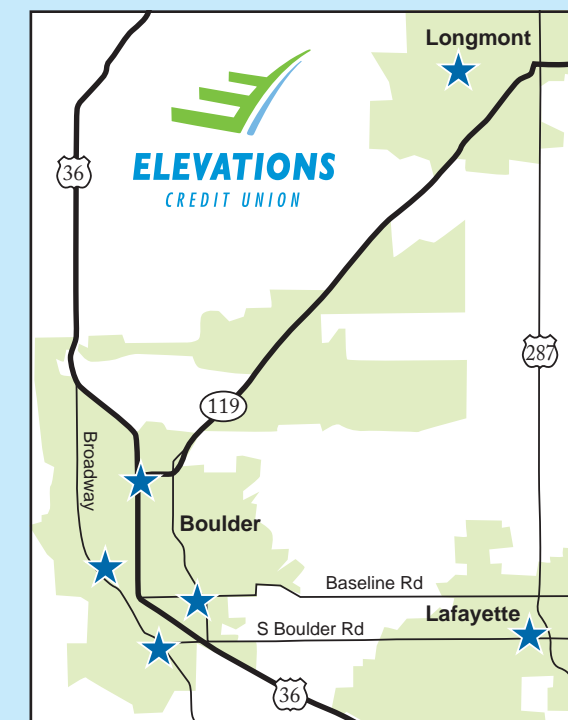 Longmont
36
ELEVATIONS
CREDIT UNION
287
119
Broadway
Boulder
Baseline Rd
Lafayette
S Boulder Rd
36